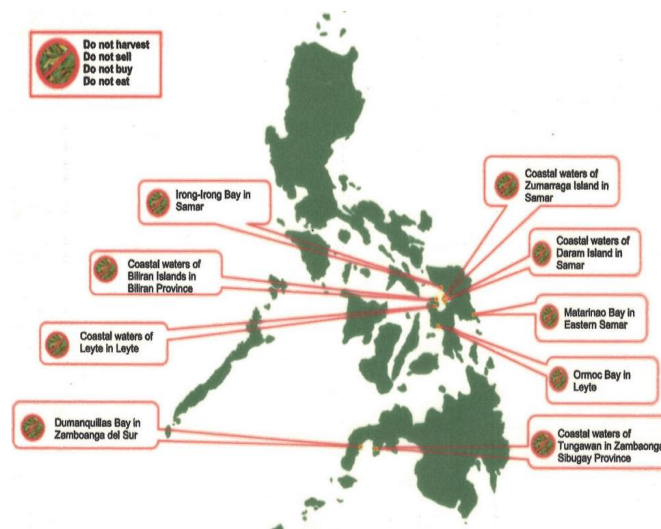 Do not harvest
Do not sell
Do not buy
Do not eat
Irong-Irong Bay in
Samar
Coastal waters of
Zumarraga Island in
Samar
Coastal waters of
Biliran Islands in
Biliran Province
Coastal waters of
Daram Island in
Samar
Coastal waters of
Leyte in Leyte
Matarinao Bay in
Eastern Samar
Ormoc Bay in
Leyte
Dumanquillas Bay in
Zamboanga del Sur
Coastal waters of
Tungawan in Zambaonga
Sibugay Province